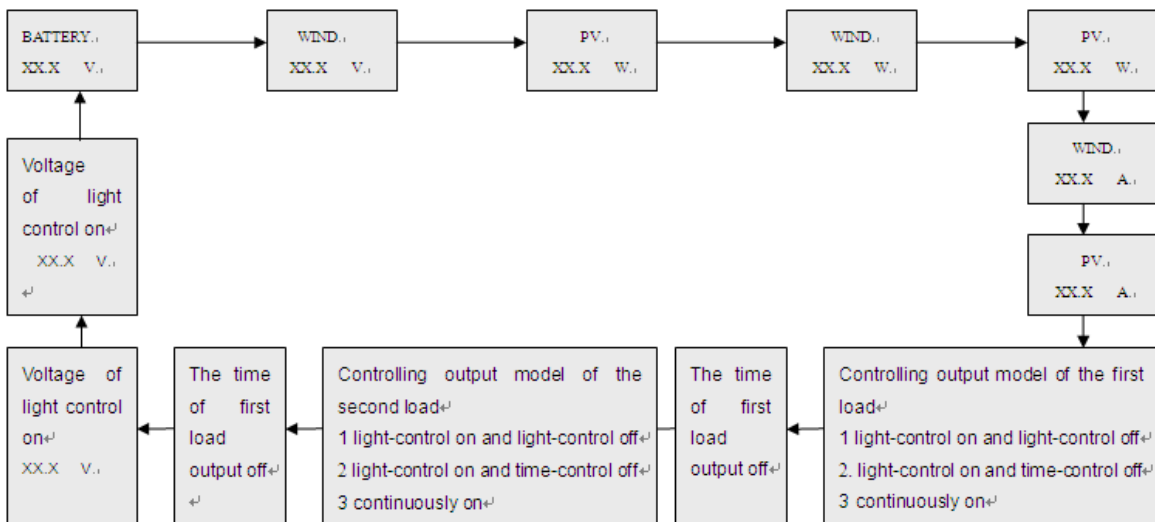 BATTERY
XX.X V
WIND
XX.X V
PV
XX.X W
WIND
XX.X W
PV
XX.X W
WIND
XX.X A
PV
XX.X A
Controlling output model of the first
load
1 light-control on and light-control off
2. light-control on and time-control off
3 continuously on
The time
of first
load
output off
Controlling output model of the
second load
1 light-control on and light-control off
2 light-control on and time-control off
3 continuously on
The time
of first
load
output off
Voltage of
light control
on
XX.X V
Voltage
of light
control on
XX.X V